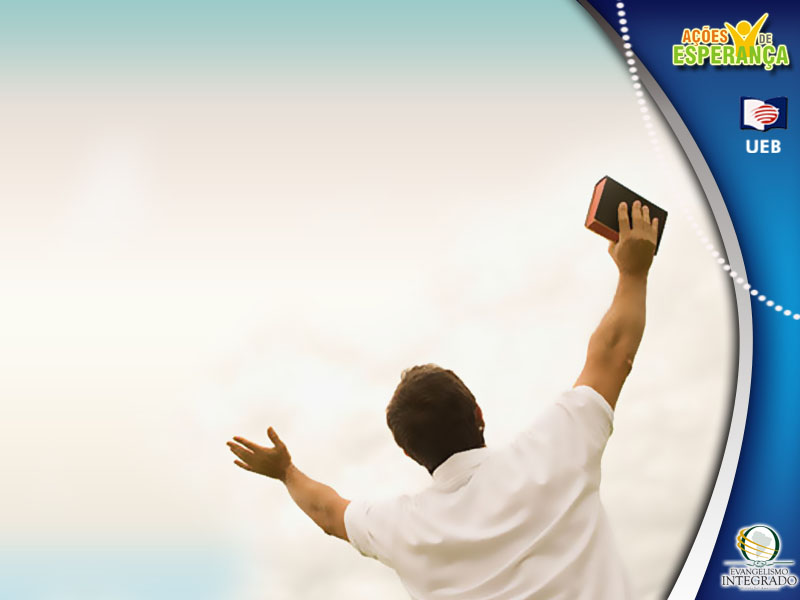 AÇÕES DE
ESPERANÇA
UEB
EVANGELISMO
INTEGRADO